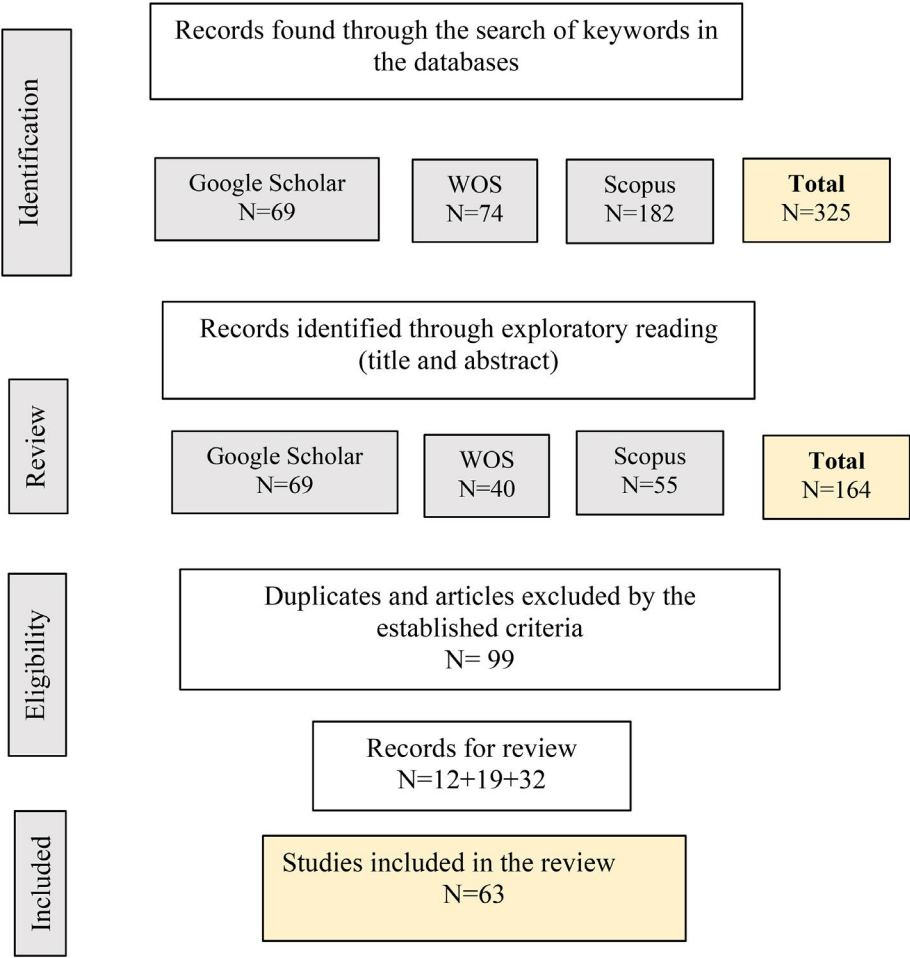 Identification
Records found through the search of keywords in
the databases
Google Scholar
N=69
WOS
N=74
Scopus
N=182
Total
N=325
Review
Records identified through exploratory reading
(title and abstract)
Google Scholar
N=69
WOS
N=40
Scopus
N=55
Total
N=164
Eligibility
Duplicates and articles excluded by the
established criteria
N= 99
Records for review
N=12+19+32
Included
Studies included in the review
N=63